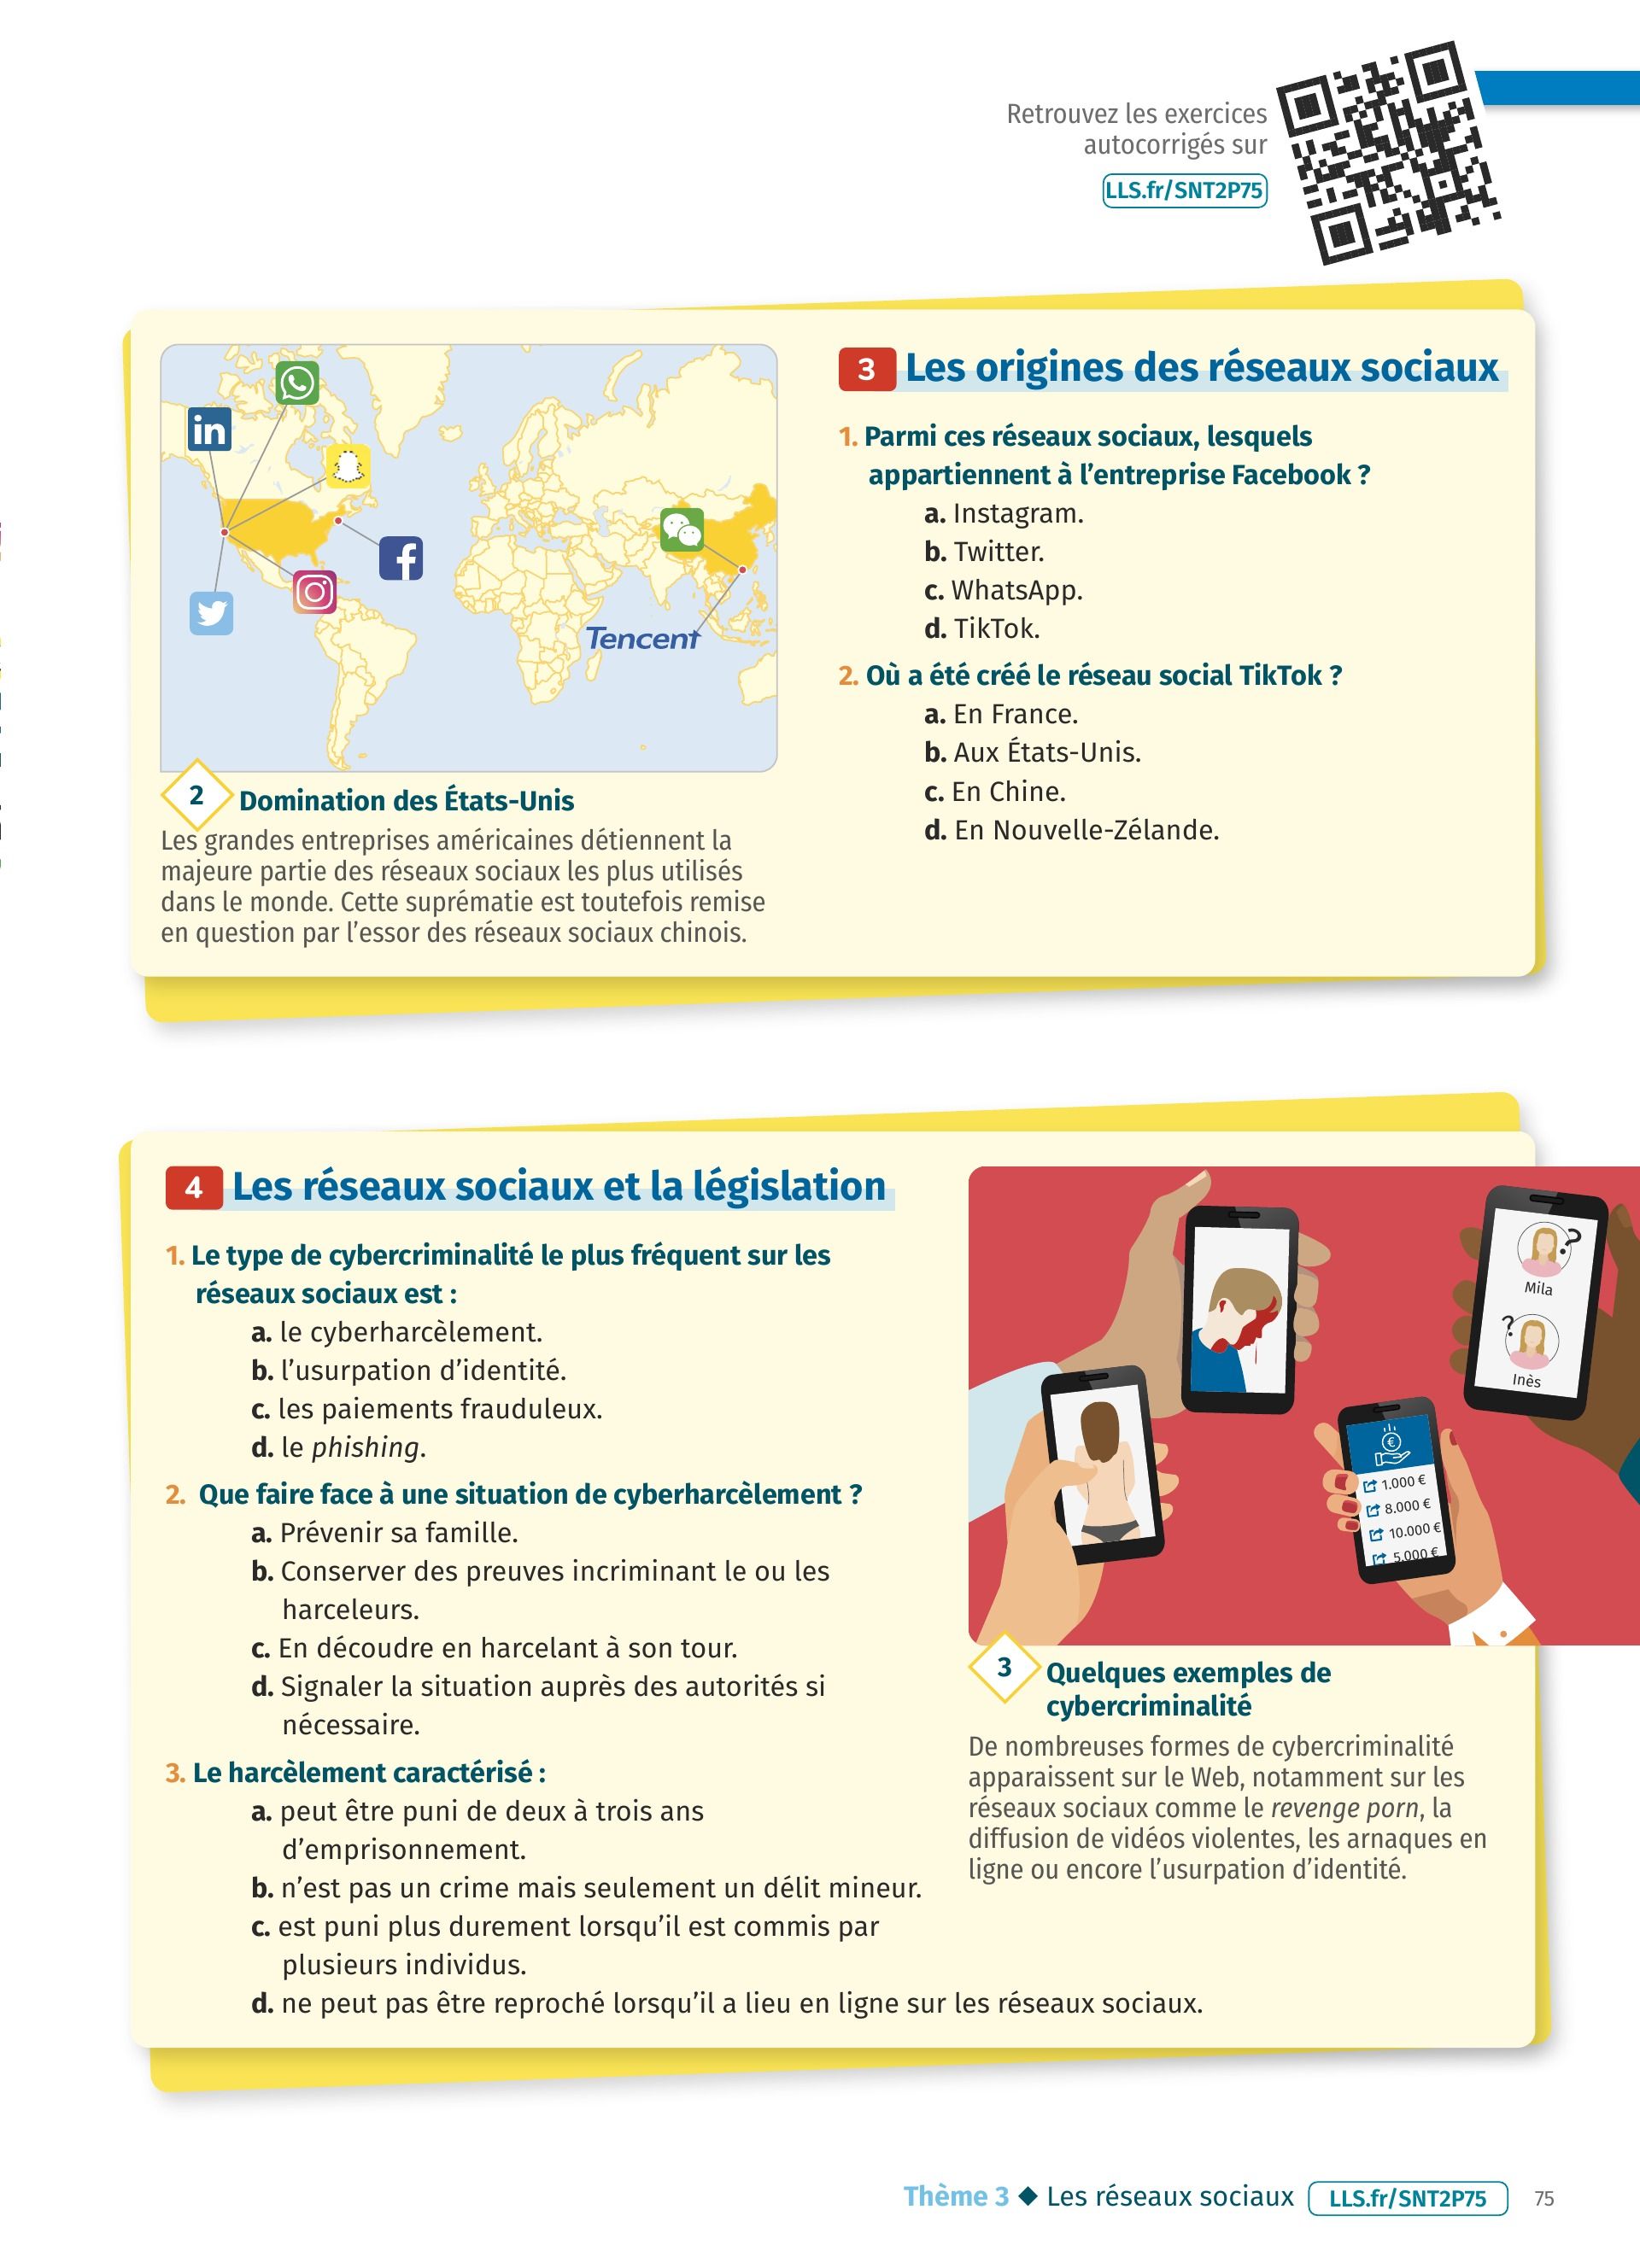 Retrouvez les exercices
autocorrigés sur
LLS.fr/SNT2P75
in
Tencent
2 Domination des États-Unis
Les grandes entreprises américaines détiennent la
majeure partie des réseaux sociaux les plus utilisés
dans le monde. Cette suprématie est toutefois remise
en question par l'essor des réseaux sociaux chinois.
3 Les origines des réseaux sociaux
1. Parmi ces réseaux sociaux, lesquels
appartiennent à l'entreprise Facebook ?
a. Instagram.
b. Twitter.
c. WhatsApp.
d. TikTok.
2. Où a été créé le réseau social TikTok ?
a. En France.
b. Aux États-Unis.
c. En Chine.
d. En Nouvelle-Zélande.
4 Les réseaux sociaux et la législation
1. Le type de cybercriminalité le plus fréquent sur les
réseaux sociaux est :
a. le cyberharcèlement.
b. l'usurpation d'identité.
c. les paiements frauduleux.
d. le phishing.
2. Que faire face à une situation de cyberharcèlement ?
a. Prévenir sa famille.
b. Conserver des preuves incriminant le ou les
harceleurs.
c. En découdre en harcelant à son tour.
d. Signaler la situation auprès des autorités si
nécessaire.
3. Le harcèlement caractérisé :
a. peut être puni de deux à trois ans
d'emprisonnement.
b. n'est pas un crime mais seulement un délit mineur.
c. est puni plus durement lorsqu'il est commis par
plusieurs individus.
d. ne peut pas être reproché lorsqu'il a lieu en ligne sur les réseaux sociaux.
?
Mila
?
Inès
€
1.000 €
8.000 €
10.000 €
5.000 €
3 Quelques exemples de
cybercriminalité
De nombreuses formes de cybercriminalité
apparaissent sur le Web, notamment sur les
réseaux sociaux comme le revenge porn, la
diffusion de vidéos violentes, les arnaques en
ligne ou encore l'usurpation d'identité.
Thème 3 ◆ Les réseaux sociaux LLS.fr/SNT2P75 75